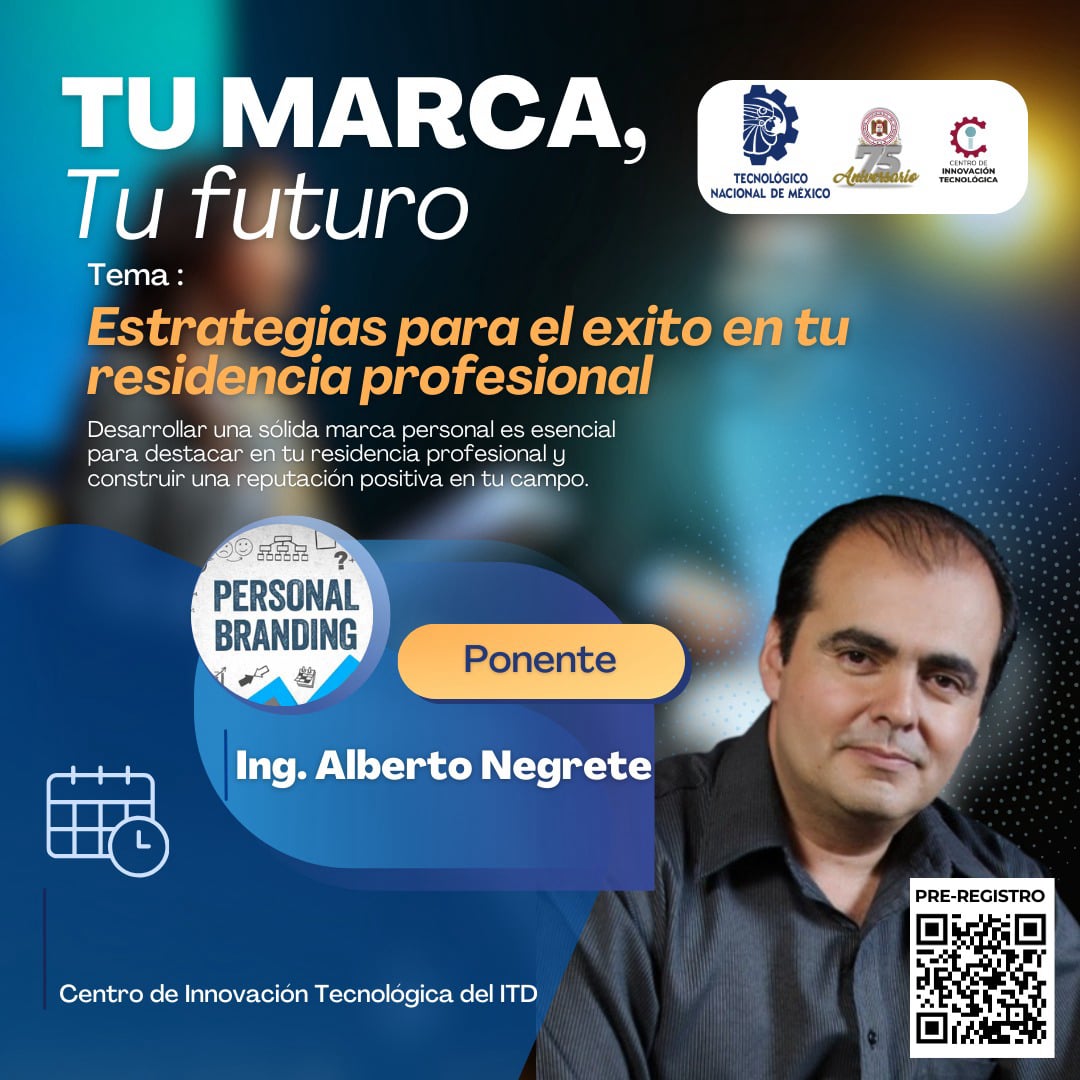 TU MARCA,
Tu futuro
TECNOLÓGICO
NACIONAL DE MÉXICO
75
Aniversario
CENTRO DE
INNOVACIÓN
TECNOLÓGICA
Tema :
Estrategias para el exito en tu
residencia profesional
Desarrollar una sólida marca personal es esencial
para destacar en tu residencia profesional y
construir una reputación positiva en tu campo.
?
PERSONAL
BRANDING
Ponente
Ing. Alberto Negrete
PRE-REGISTRO
Centro de Innovación Tecnológica del ITD